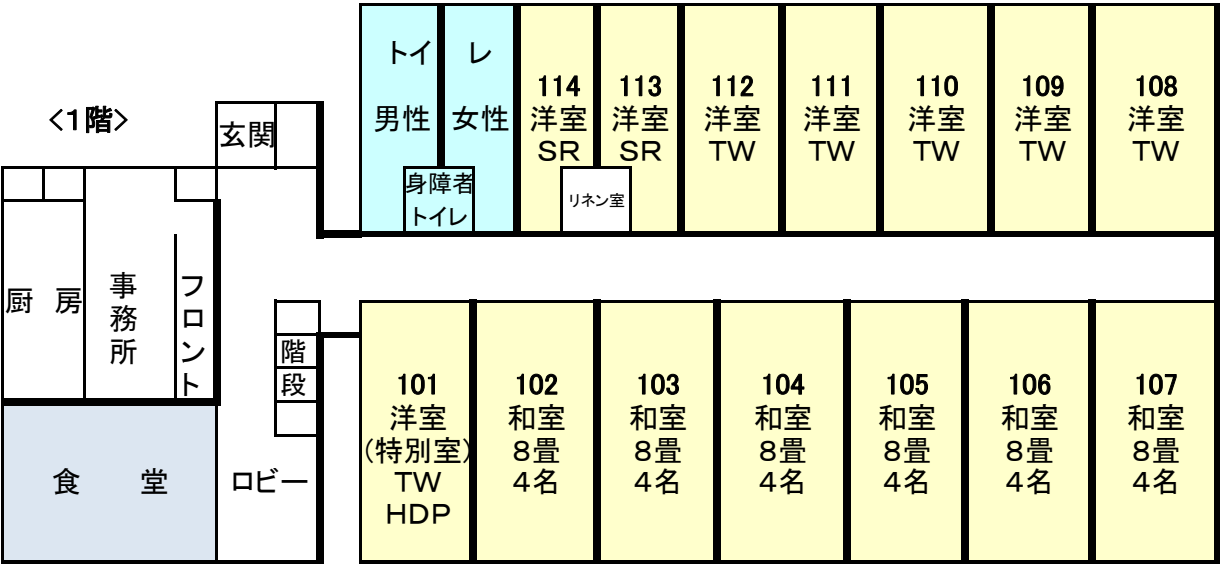 <1階>
玄関
トイレ
男性
女性
身障者
トイレ
114
洋室
SR
113
洋室
SR
リネン室
112
洋室
TW
111
洋室
TW
110
洋室
TW
109
洋室
TW
108
洋室
TW
厨房
事務所
フロント
階段
食堂
ロビー
101
洋室
(特別室)
TW
HDP
102
和室
8畳
4名
103
和室
8畳
4名
104
和室
8畳
4名
105
和室
8畳
4名
106
和室
8畳
4名
107
和室
8畳
4名